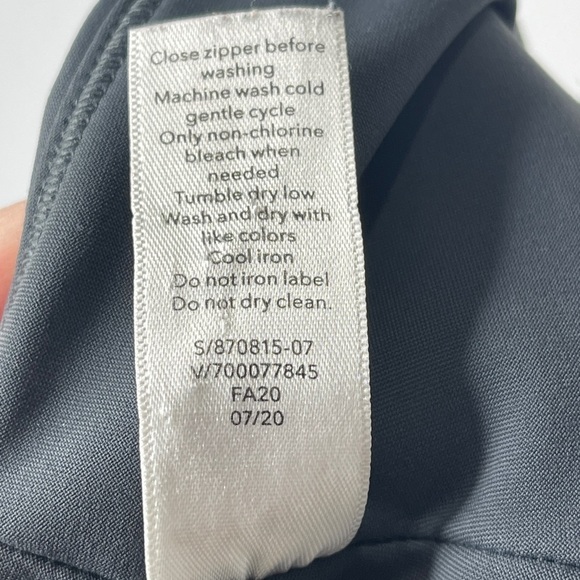 Close zipper before
washing
Machine wash cold
gentle cycle
Only non-chlorine
bleach when
needed
Tumble dry low
Wash and dry with
like colors
Cool iron
Do not iron label
Do not dry clean.
S/870815-07
V/700077845
FA20
07/20